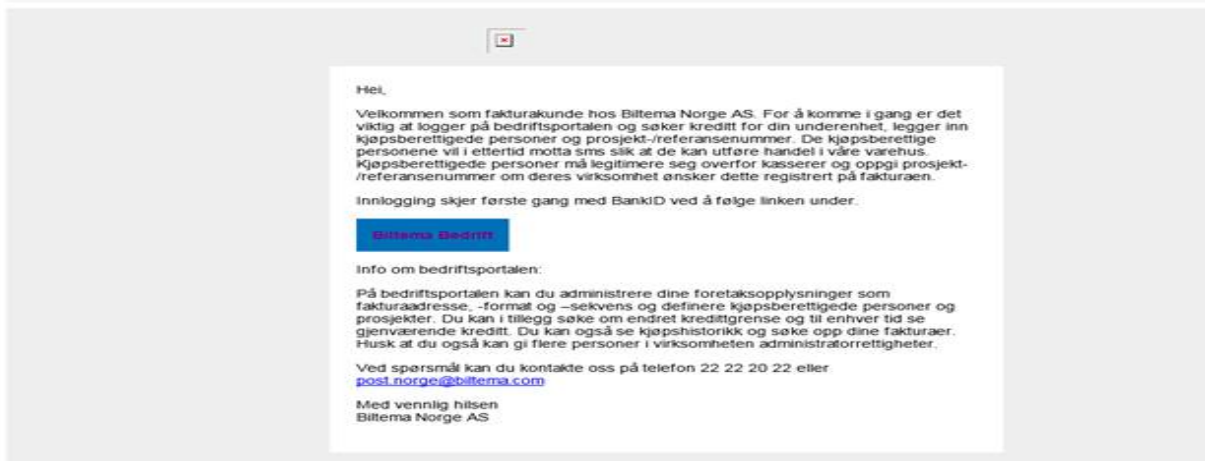 Hei,
Velkommen som fakturakunde hos Biltema Norge AS. For å komme i gang er det
viktig at logger på bedriftsportalen og søker kreditt for din underenhet, legger inn
kjøpsberettigede personer og prosjekt-/referansenummer. De kjøpsberettige
personene vil i ettertid motta sms slik at de kan utføre handel i våre varehus.
Kjøpsberettigede personer må legitimere seg overfor kasserer og oppgi prosjekt-
/referansenummer om deres virksomhet ønsker dette registrert på fakturaen.
Innlogging skjer første gang med BankID ved å følge linken under.
Biltema Bedrift
Info om bedriftsportalen:
På bedriftsportalen kan du administrere dine foretaksopplysninger som
fakturaadresse, -format og –sekvens og definere kjøpsberettigede personer og
prosjekter. Du kan i tillegg søke om endret kredittgrense og til enhver tid se
gjenværende kreditt. Du kan også se kjøpshistorikk og søke opp dine fakturaer.
Husk at du også kan gi flere personer i virksomheten administratorrettigheter.
Ved spørsmål kan du kontakte oss på telefon 22 22 20 22 eller
post.norge@biltema.com
Med vennlig hilsen
Biltema Norge AS